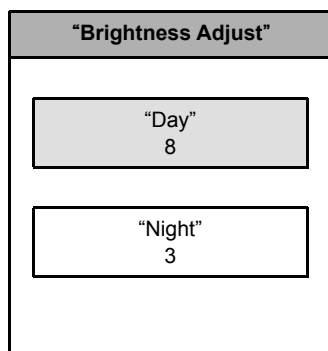 “Brightness Adjust”
“Day”
8
“Night”
3